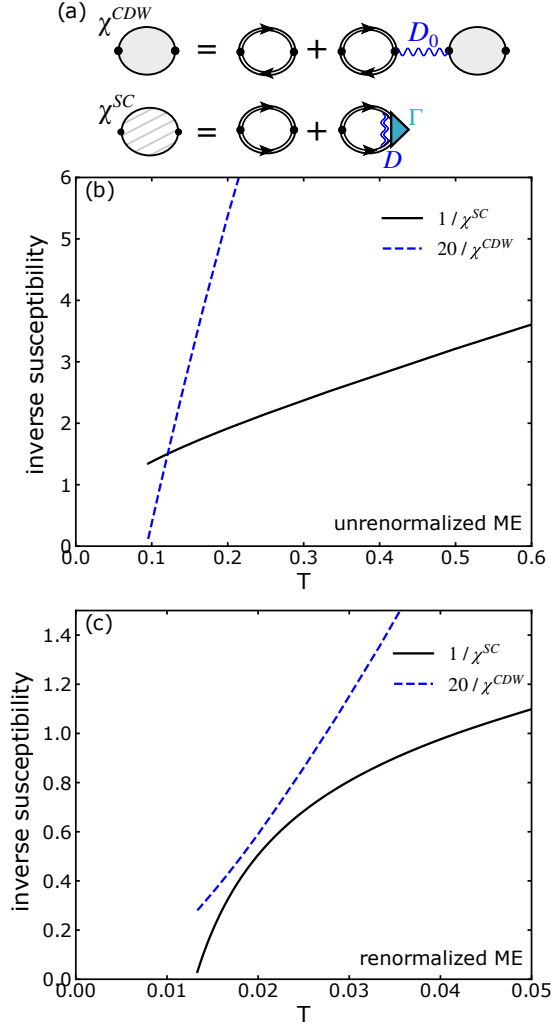 (a)
χ^CDW = + D₀
χ^SC = + Γ
D
(b)
6
5
4
3
2
1
0
inverse susceptibility
1 / χ^SC
20 / χ^CDW
unrenormalized ME
0.0 0.1 0.2 0.3 0.4 0.5 0.6
T
(c)
1.4
1.2
1.0
0.8
0.6
0.4
0.2
0.0
inverse susceptibility
1 / χ^SC
20 / χ^CDW
renormalized ME
0.00 0.01 0.02 0.03 0.04 0.05
T